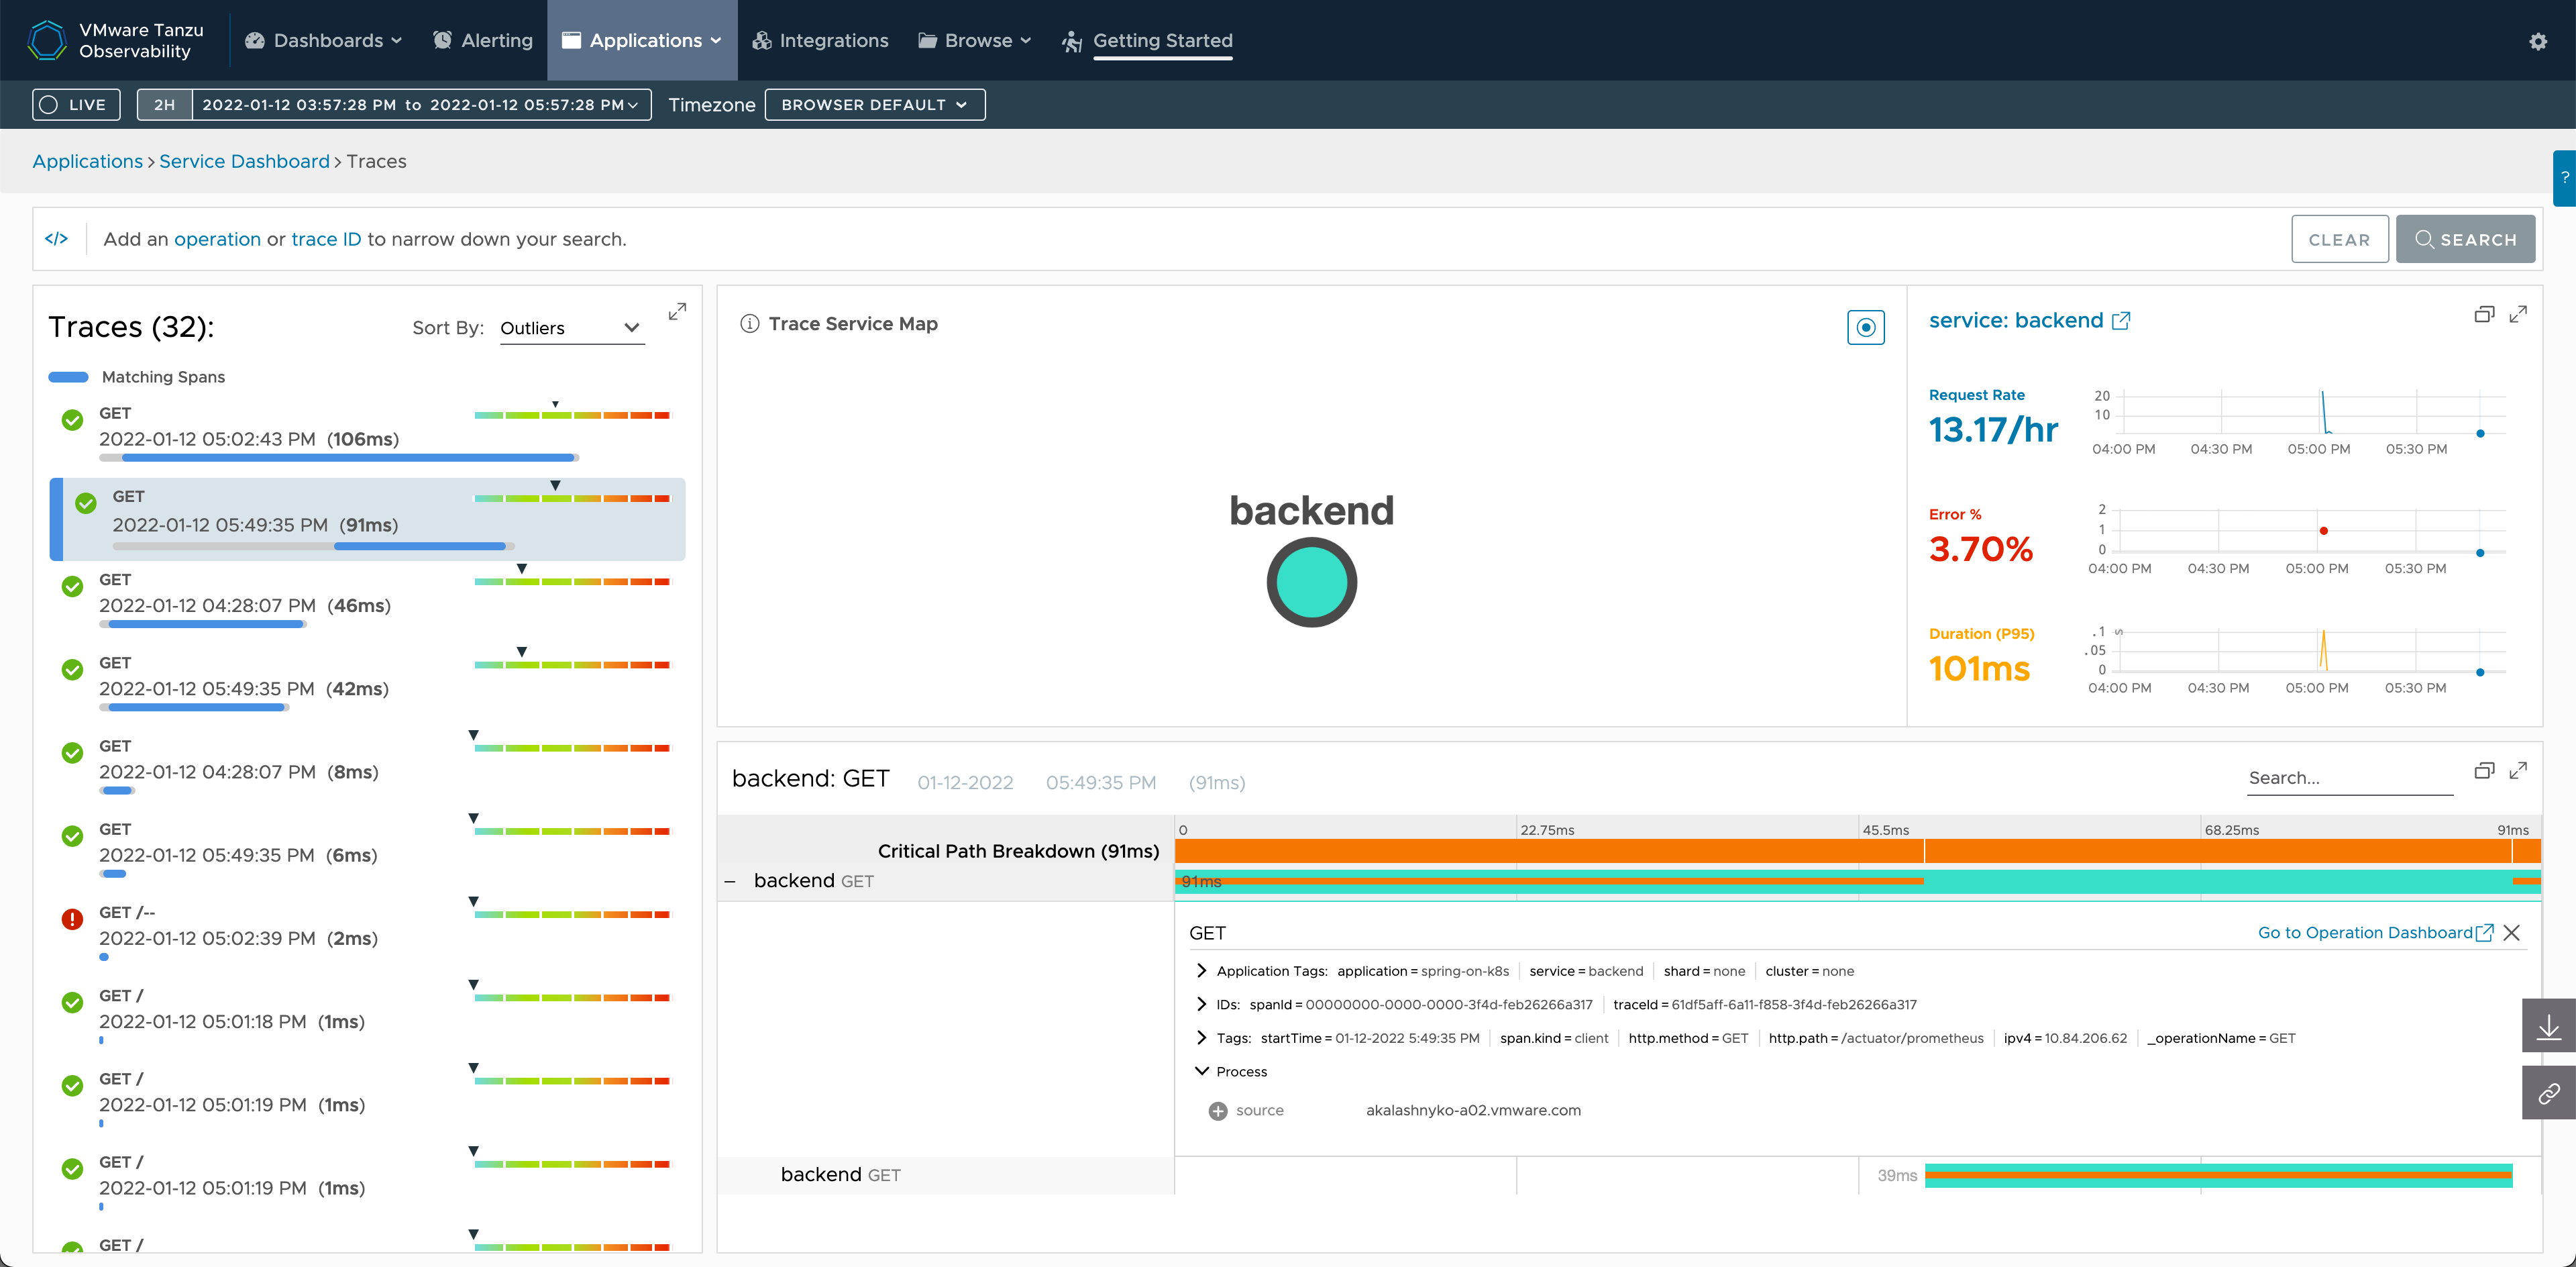 VMware Tanzu
Observability
Dashboards
Alerting
Applications
Integrations
Browse
Getting Started
LIVE
2H
2022-01-12 03:57:28 PM to 2022-01-12 05:57:28 PM
Timezone
BROWSER DEFAULT
Applications > Service Dashboard > Traces
?
</>
Add an operation or trace ID to narrow down your search.
CLEAR
SEARCH
Traces (32):
Sort By: Outliers
Matching Spans
GET
2022-01-12 05:02:43 PM (106ms)
GET
2022-01-12 05:49:35 PM (91ms)
GET
2022-01-12 04:28:07 PM (46ms)
GET
2022-01-12 05:49:35 PM (42ms)
GET
2022-01-12 04:28:07 PM (8ms)
GET
2022-01-12 05:49:35 PM (6ms)
GET /--
2022-01-12 05:02:39 PM (2ms)
GET /
2022-01-12 05:01:18 PM (1ms)
GET /
2022-01-12 05:01:19 PM (1ms)
GET /
2022-01-12 05:01:19 PM (1ms)
GET /
Trace Service Map
backend
service: backend
Request Rate
13.17/hr
20
10
04:00 PM 04:30 PM 05:00 PM 05:30 PM
Error %
3.70%
2
1
0
04:00 PM 04:30 PM 05:00 PM 05:30 PM
Duration (P95)
101ms
.1 s
.05
0
04:00 PM 04:30 PM 05:00 PM 05:30 PM
backend: GET 01-12-2022 05:49:35 PM (91ms)
Search...
0 22.75ms 45.5ms 68.25ms 91ms
Critical Path Breakdown (91ms)
– backend GET
91ms
GET
Go to Operation Dashboard
Application Tags: application = spring-on-k8s service = backend shard = none cluster = none
IDs: spanId = 00000000-0000-0000-3f4d-feb26266a317 traceId = 61df5aff-6a11-f858-3f4d-feb26266a317
Tags: startTime = 01-12-2022 5:49:35 PM span.kind = client http.method = GET http.path = /actuator/prometheus ipv4 = 10.84.206.62 _operationName = GET
Process
source akalashnyko-a02.vmware.com
backend GET
39ms